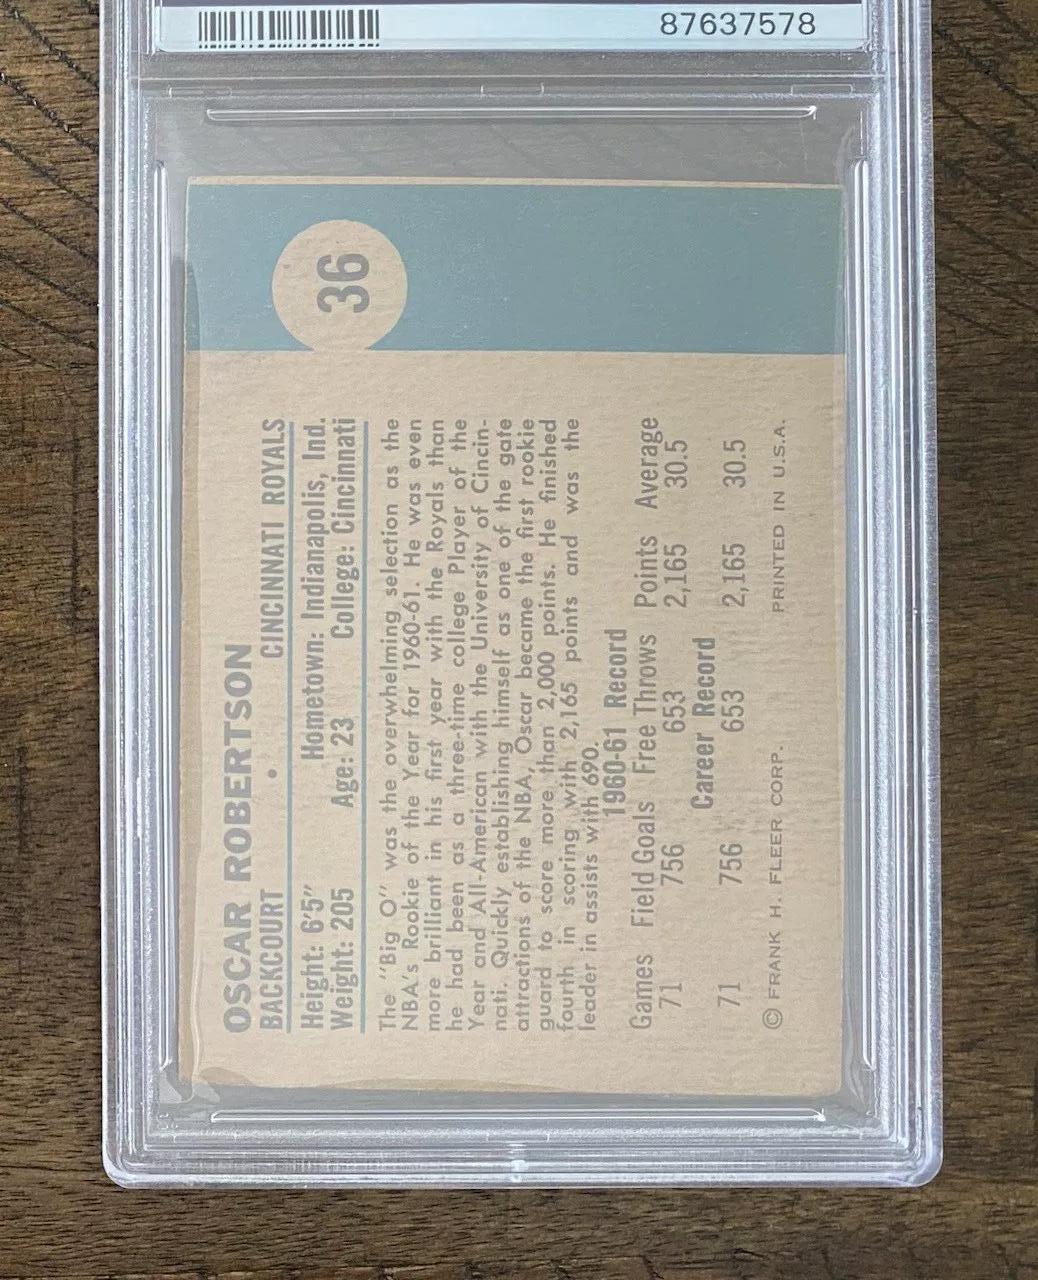 87637578
36
OSCAR ROBERTSON
BACKCOURT • CINCINNATI ROYALS
Height: 6'5" Hometown: Indianapolis, Ind.
Weight: 205 Age: 23 College: Cincinnati
The "Big O" was the overwhelming selection as the
NBA's Rookie of the Year for 1960-61. He was even
more brilliant in his first year with the Royals than
he had been as a three-time college Player of the
Year and All-American with the University of Cincin-
nati. Quickly establishing himself as one of the gate
attractions of the NBA, Oscar became the first rookie
guard to score more than 2,000 points. He finished
fourth in scoring with 2,165 points and was the
leader in assists with 690.
1960-61 Record
Games Field Goals Free Throws Points Average
71 756 653 2,165 30.5
Career Record
71 756 653 2,165 30.5
© FRANK H. FLEER CORP. PRINTED IN U.S.A.